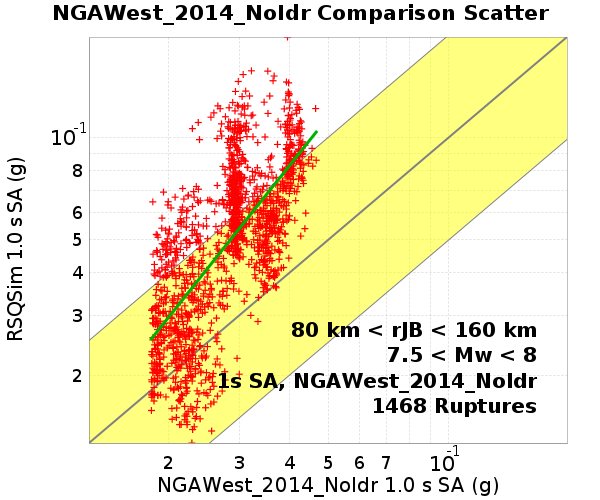 NGAWest_2014_NoIdr Comparison Scatter
RSQSim 1.0 s SA (g)
10-1
8
6
5
4
3
2
80 km < rJB < 160 km
7.5 < Mw < 8
1s SA, NGAWest_2014_NoIdr
1468 Ruptures
2 3 4 5 6 7 10-1
NGAWest_2014_NoIdr 1.0 s SA (g)